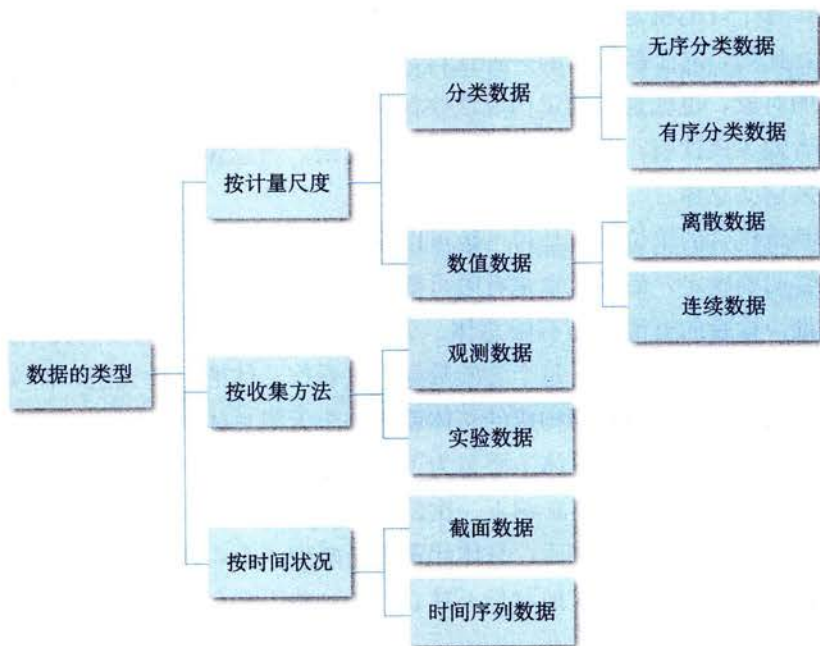 数据的类型
按计量尺度
分类数据
无序分类数据
有序分类数据
数值数据
离散数据
连续数据
按收集方法
观测数据
实验数据
按时间状况
截面数据
时间序列数据